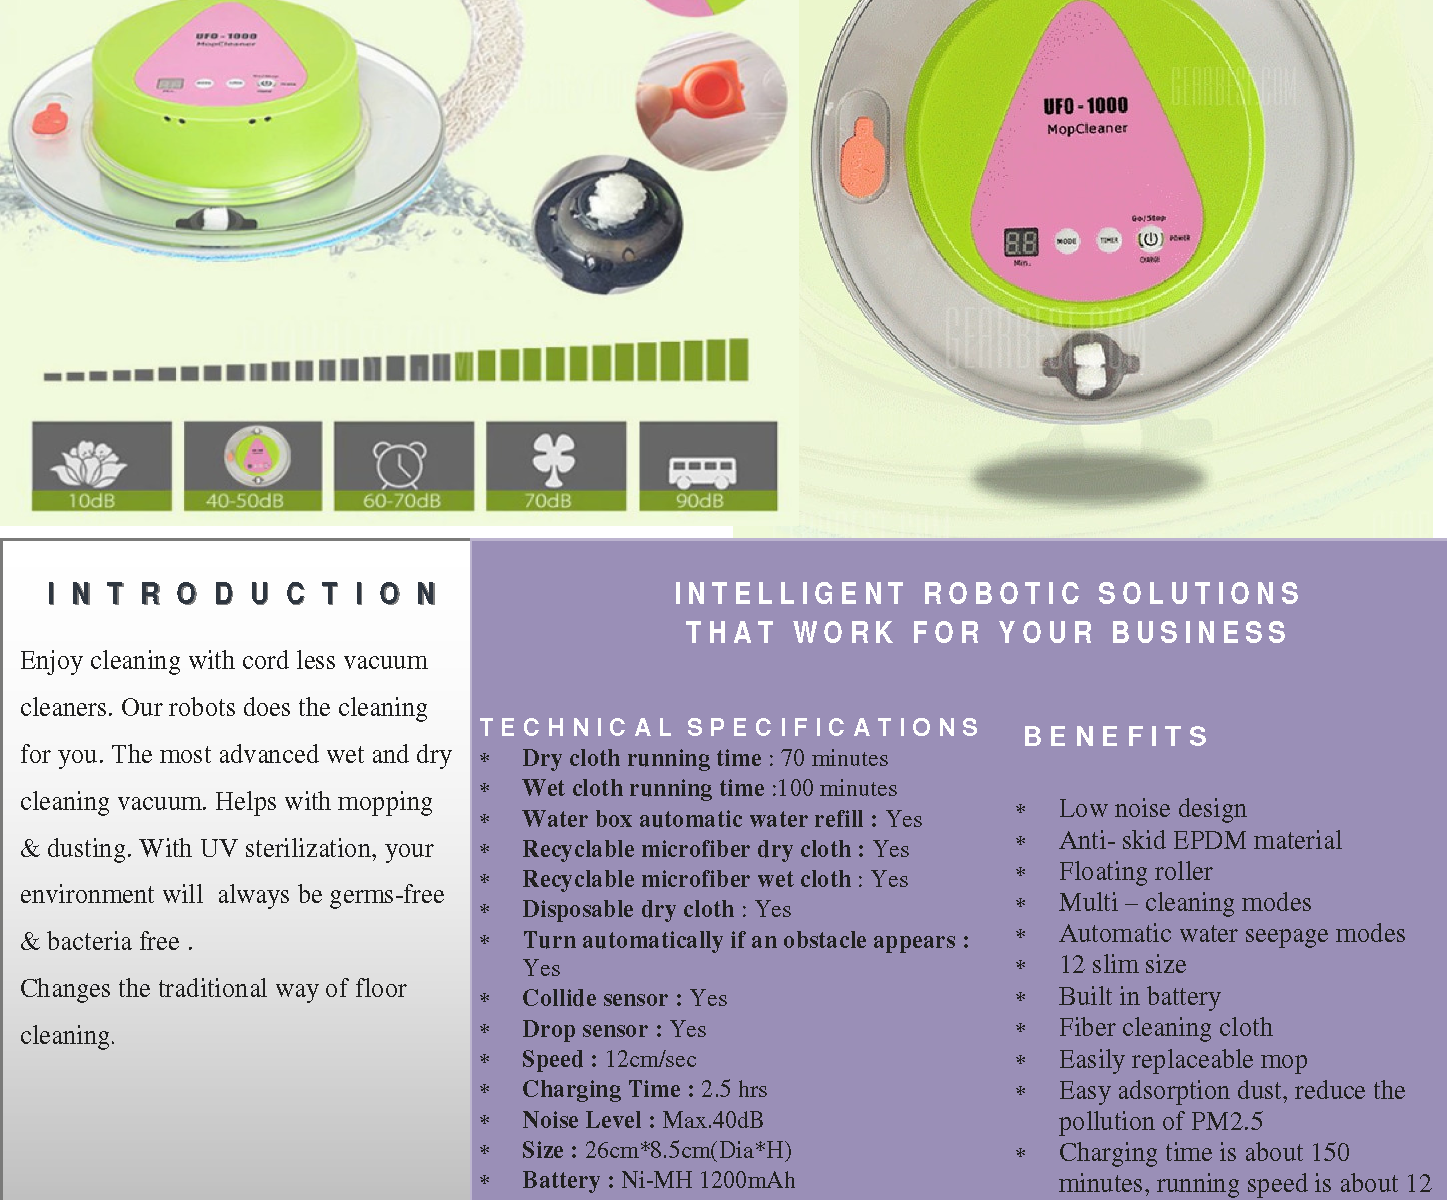 UFO - 1000
MopCleaner
GEARBEST.COM
UFO - 1000
MopCleaner
Go/Stop
88
MODE
TIMER
POWER
Min.
CHARGE
GEARBEST.COM
10dB
40-50dB
60-70dB
70dB
90dB
INTRODUCTION
Enjoy cleaning with cord less vacuum
cleaners. Our robots does the cleaning
for you. The most advanced wet and dry
cleaning vacuum. Helps with mopping
& dusting. With UV sterilization, your
environment will  always be germs-free
& bacteria free .
Changes the traditional way of floor
cleaning.
INTELLIGENT ROBOTIC SOLUTIONS
THAT WORK FOR YOUR BUSINESS
TECHNICAL SPECIFICATIONS
* Dry cloth running time : 70 minutes
* Wet cloth running time :100 minutes
* Water box automatic water refill : Yes
* Recyclable microfiber dry cloth : Yes
* Recyclable microfiber wet cloth : Yes
* Disposable dry cloth : Yes
* Turn automatically if an obstacle appears :
Yes
* Collide sensor : Yes
* Drop sensor : Yes
* Speed : 12cm/sec
* Charging Time : 2.5 hrs
* Noise Level : Max.40dB
* Size : 26cm*8.5cm(Dia*H)
* Battery : Ni-MH 1200mAh
BENEFITS
* Low noise design
* Anti- skid EPDM material
* Floating roller
* Multi – cleaning modes
* Automatic water seepage modes
* 12 slim size
* Built in battery
* Fiber cleaning cloth
* Easily replaceable mop
* Easy adsorption dust, reduce the
pollution of PM2.5
* Charging time is about 150
minutes, running speed is about 12